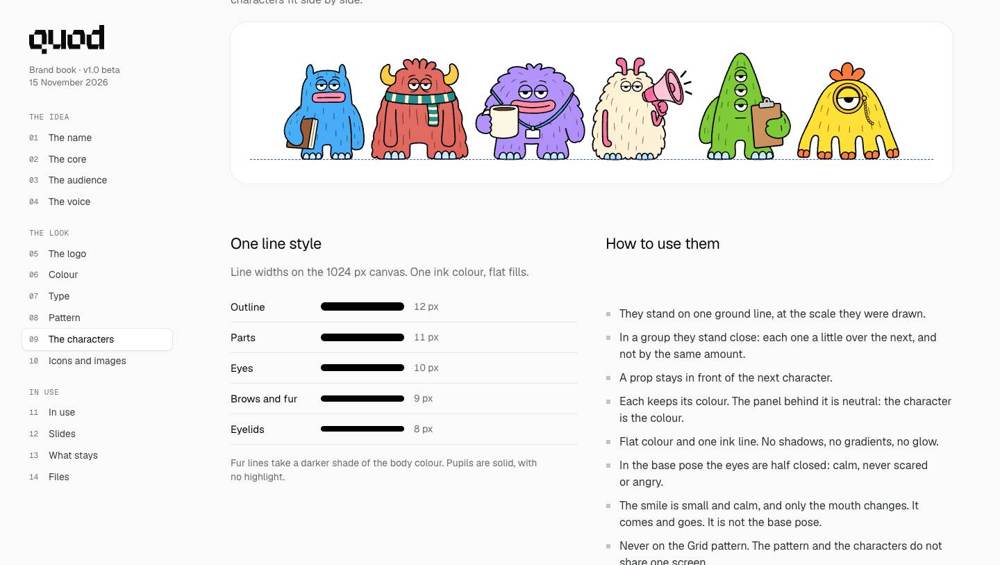 characters fit side by side.
quod
Brand book · v1.0 beta
15 November 2026
THE IDEA
01 The name
02 The core
03 The audience
04 The voice
THE LOOK
05 The logo
06 Colour
07 Type
08 Pattern
09 The characters
10 Icons and images
IN USE
11 In use
12 Slides
13 What stays
14 Files
One line style
Line widths on the 1024 px canvas. One ink colour, flat fills.
Outline 12 px
Parts 11 px
Eyes 10 px
Brows and fur 9 px
Eyelids 8 px
Fur lines take a darker shade of the body colour. Pupils are solid, with
no highlight.
How to use them
They stand on one ground line, at the scale they were drawn.
In a group they stand close: each one a little over the next, and
not by the same amount.
A prop stays in front of the next character.
Each keeps its colour. The panel behind it is neutral: the character
is the colour.
Flat colour and one ink line. No shadows, no gradients, no glow.
In the base pose the eyes are half closed: calm, never scared
or angry.
The smile is small and calm, and only the mouth changes. It
comes and goes. It is not the base pose.
Never on the Grid pattern. The pattern and the characters do not
share one screen.